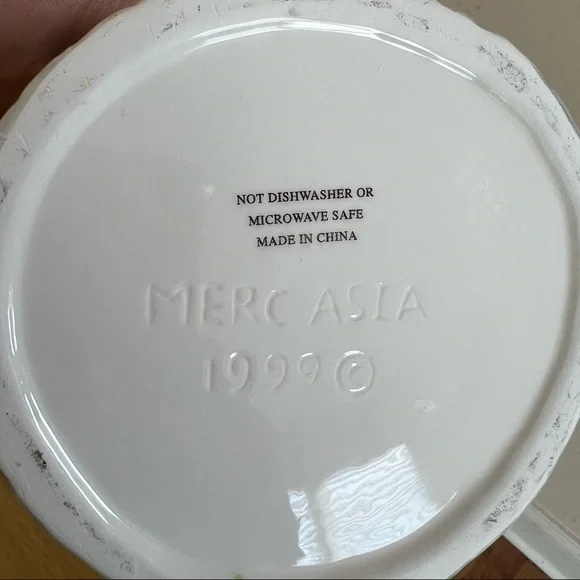 NOT DISHWASHER OR
MICROWAVE SAFE
MADE IN CHINA
MERC ASIA
1999 ©